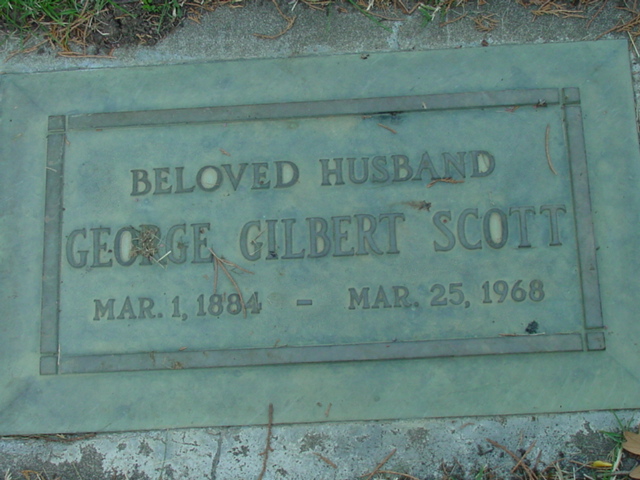 BELOVED HUSBAND
GEORGE GILBERT SCOTT
MAR. 1, 1884 - MAR. 25, 1968